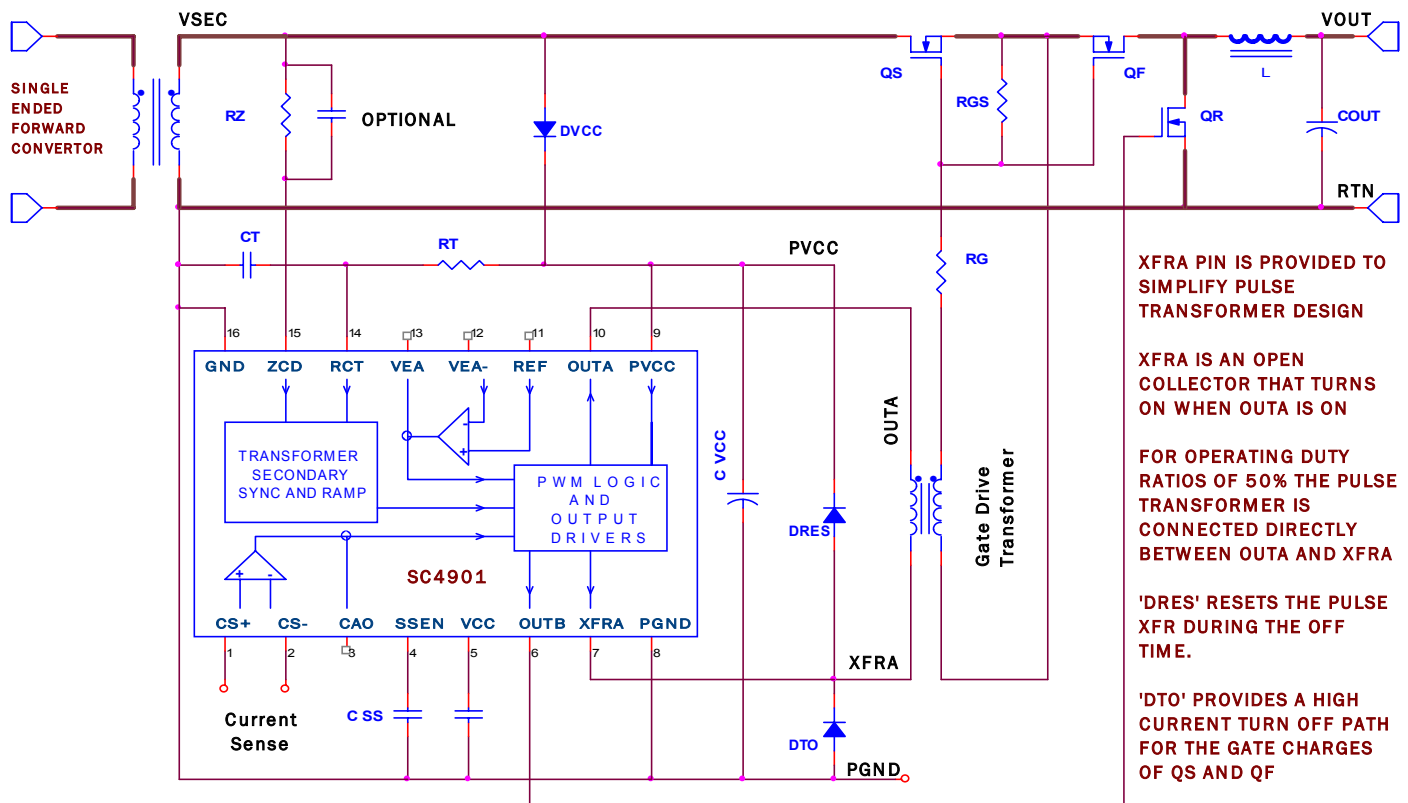 VSEC
VOUT
QS
QF
L
SINGLE
ENDED
FORWARD
CONVERTOR
RZ
OPTIONAL
DVCC
RGS
QR
COUT
RTN
CT
RT
PVCC
RG
XFRA PIN IS PROVIDED TO
SIMPLIFY PULSE
TRANSFORMER DESIGN
XFRA IS AN OPEN
COLLECTOR THAT TURNS
ON WHEN OUTA IS ON
FOR OPERATING DUTY
RATIOS OF 50% THE PULSE
TRANSFORMER IS
CONNECTED DIRECTLY
BETWEEN OUTA AND XFRA
'DRES' RESETS THE PULSE
XFR DURING THE OFF
TIME.
'DTO' PROVIDES A HIGH
CURRENT TURN OFF PATH
FOR THE GATE CHARGES
OF QS AND QF
16 15 14 13 12 11 10 9
GND ZCD RCT VEA VEA- REF OUTA PVCC
TRANSFORMER
SECONDARY
SYNC AND RAMP
- 
+
PWM LOGIC
AND
OUTPUT
DRIVERS
+ -
SC4901
CS+ CS- CAO SSEN VCC OUTB XFRA PGND
1 2 3 4 5 6 7 8
Current
Sense
C SS
C VCC
DRES
OUTA
Gate Drive
Transformer
XFRA
DTO
PGND